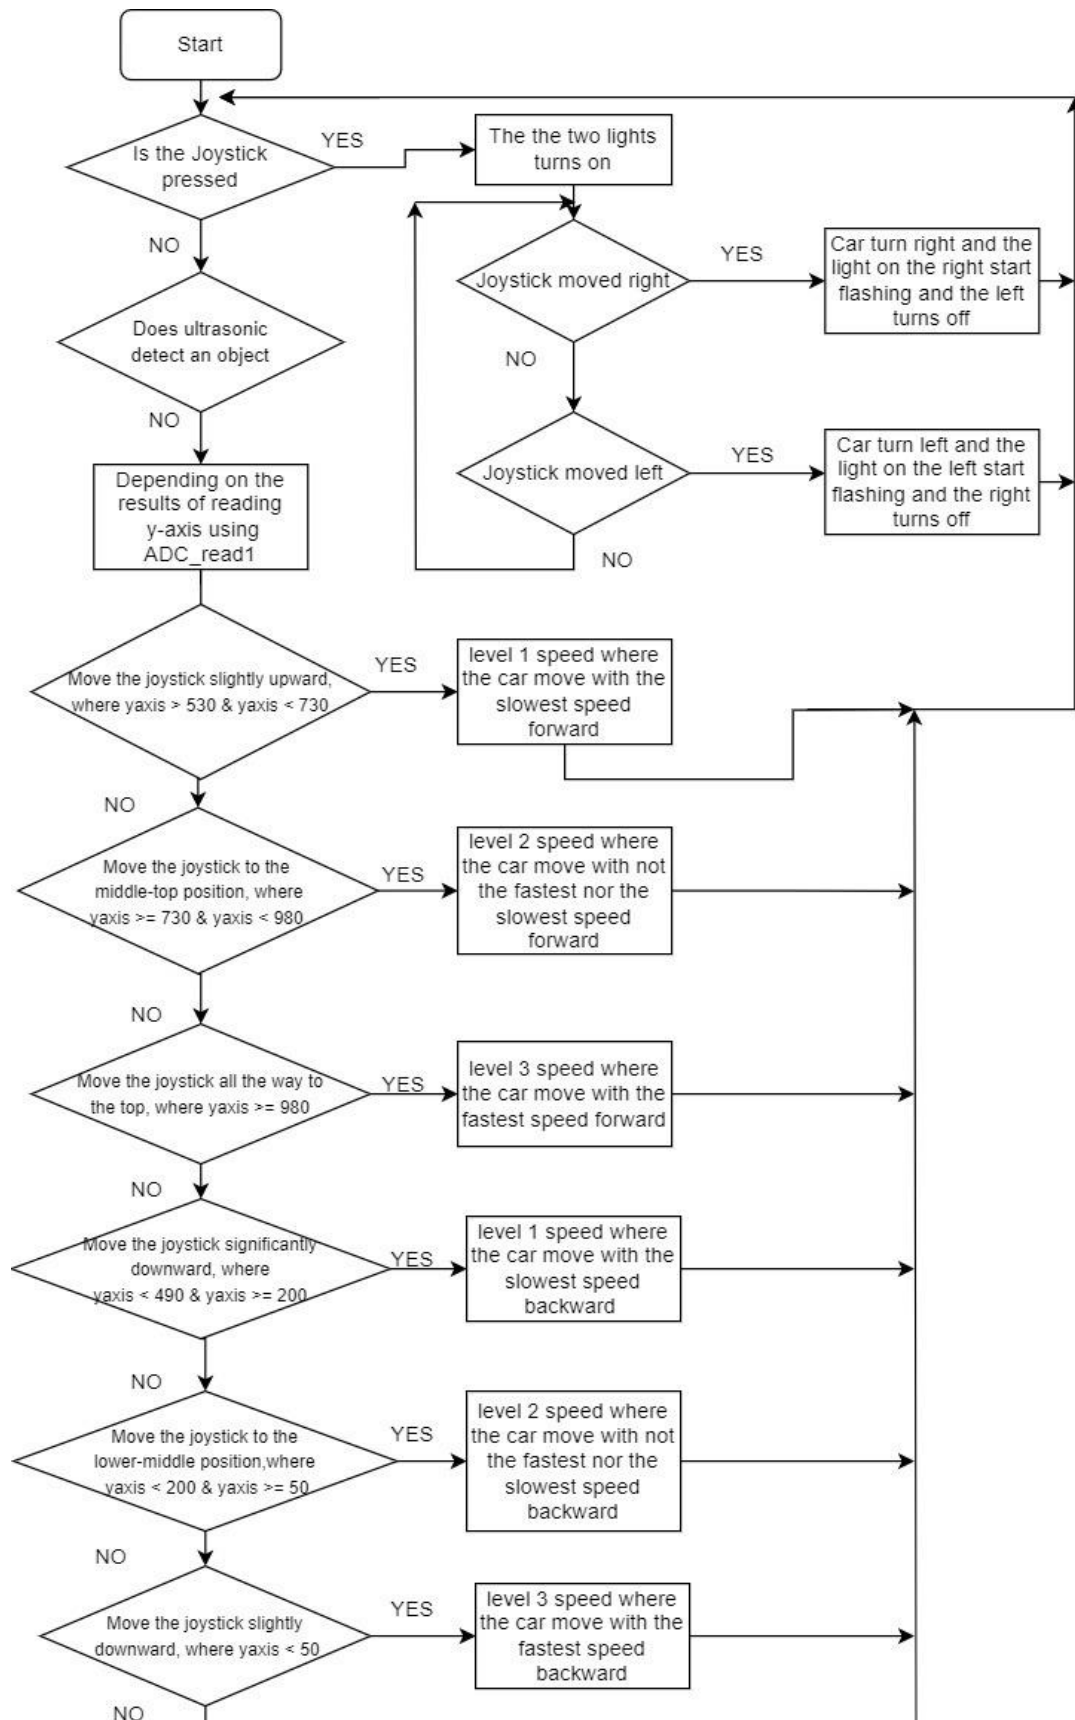 Start
YES
Is the Joystick
pressed
The the two lights
turns on
NO
Joystick moved right
YES
Car turn right and the
light on the right start
flashing and the left
turns off
Does ultrasonic
detect an object
NO
NO
Joystick moved left
YES
Car turn left and the
light on the left start
flashing and the right
turns off
NO
Depending on the
results of reading
y-axis using
ADC_read1
Move the joystick slightly upward,
where yaxis > 530 & yaxis < 730
YES
level 1 speed where
the car move with the
slowest speed
forward
NO
Move the joystick to the
middle-top position, where
yaxis >= 730 & yaxis < 980
YES
level 2 speed where
the car move with not
the fastest nor the
slowest speed
forward
NO
Move the joystick all the way to
the top, where yaxis >= 980
YES
level 3 speed where
the car move with the
fastest speed forward
NO
Move the joystick significantly
downward, where
yaxis < 490 & yaxis >= 200
YES
level 1 speed where
the car move with the
slowest speed
backward
NO
Move the joystick to the
lower-middle position,where
yaxis < 200 & yaxis >= 50
YES
level 2 speed where
the car move with not
the fastest nor the
slowest speed
backward
NO
Move the joystick slightly
downward, where yaxis < 50
YES
level 3 speed where
the car move with the
fastest speed
backward
NO